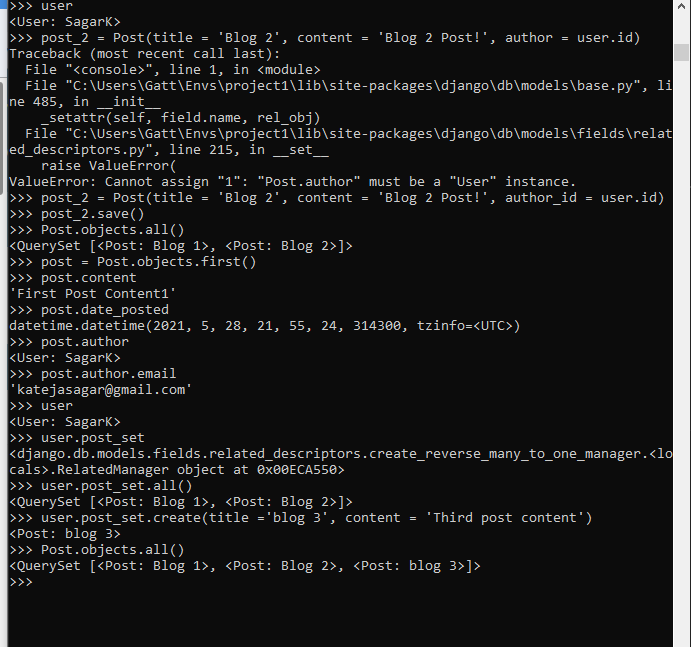 >>> user
<User: SagarK>
>>> post_2 = Post(title = 'Blog 2', content = 'Blog 2 Post!', author = user.id)
Traceback (most recent call last):
  File "<console>", line 1, in <module>
  File "C:\Users\Gatt\Envs\project1\lib\site-packages\django\db\models\base.py", li
ne 485, in __init__
    _setattr(self, field.name, rel_obj)
  File "C:\Users\Gatt\Envs\project1\lib\site-packages\django\db\models\fields\relat
ed_descriptors.py", line 215, in __set__
    raise ValueError(
ValueError: Cannot assign "1": "Post.author" must be a "User" instance.
>>> post_2 = Post(title = 'Blog 2', content = 'Blog 2 Post!', author_id = user.id)
>>> post_2.save()
>>> Post.objects.all()
<QuerySet [<Post: Blog 1>, <Post: Blog 2>]>
>>> post = Post.objects.first()
>>> post.content
'First Post Content1'
>>> post.date_posted
datetime.datetime(2021, 5, 28, 21, 55, 24, 314300, tzinfo=<UTC>)
>>> post.author
<User: SagarK>
>>> post.author.email
'katejasagar@gmail.com'
>>> user
<User: SagarK>
>>> user.post_set
<django.db.models.fields.related_descriptors.create_reverse_many_to_one_manager.<lo
cals>.RelatedManager object at 0x00ECA550>
>>> user.post_set.all()
<QuerySet [<Post: Blog 1>, <Post: Blog 2>]>
>>> user.post_set.create(title ='blog 3', content = 'Third post content')
<Post: blog 3>
>>> Post.objects.all()
<QuerySet [<Post: Blog 1>, <Post: Blog 2>, <Post: blog 3>]>
>>>